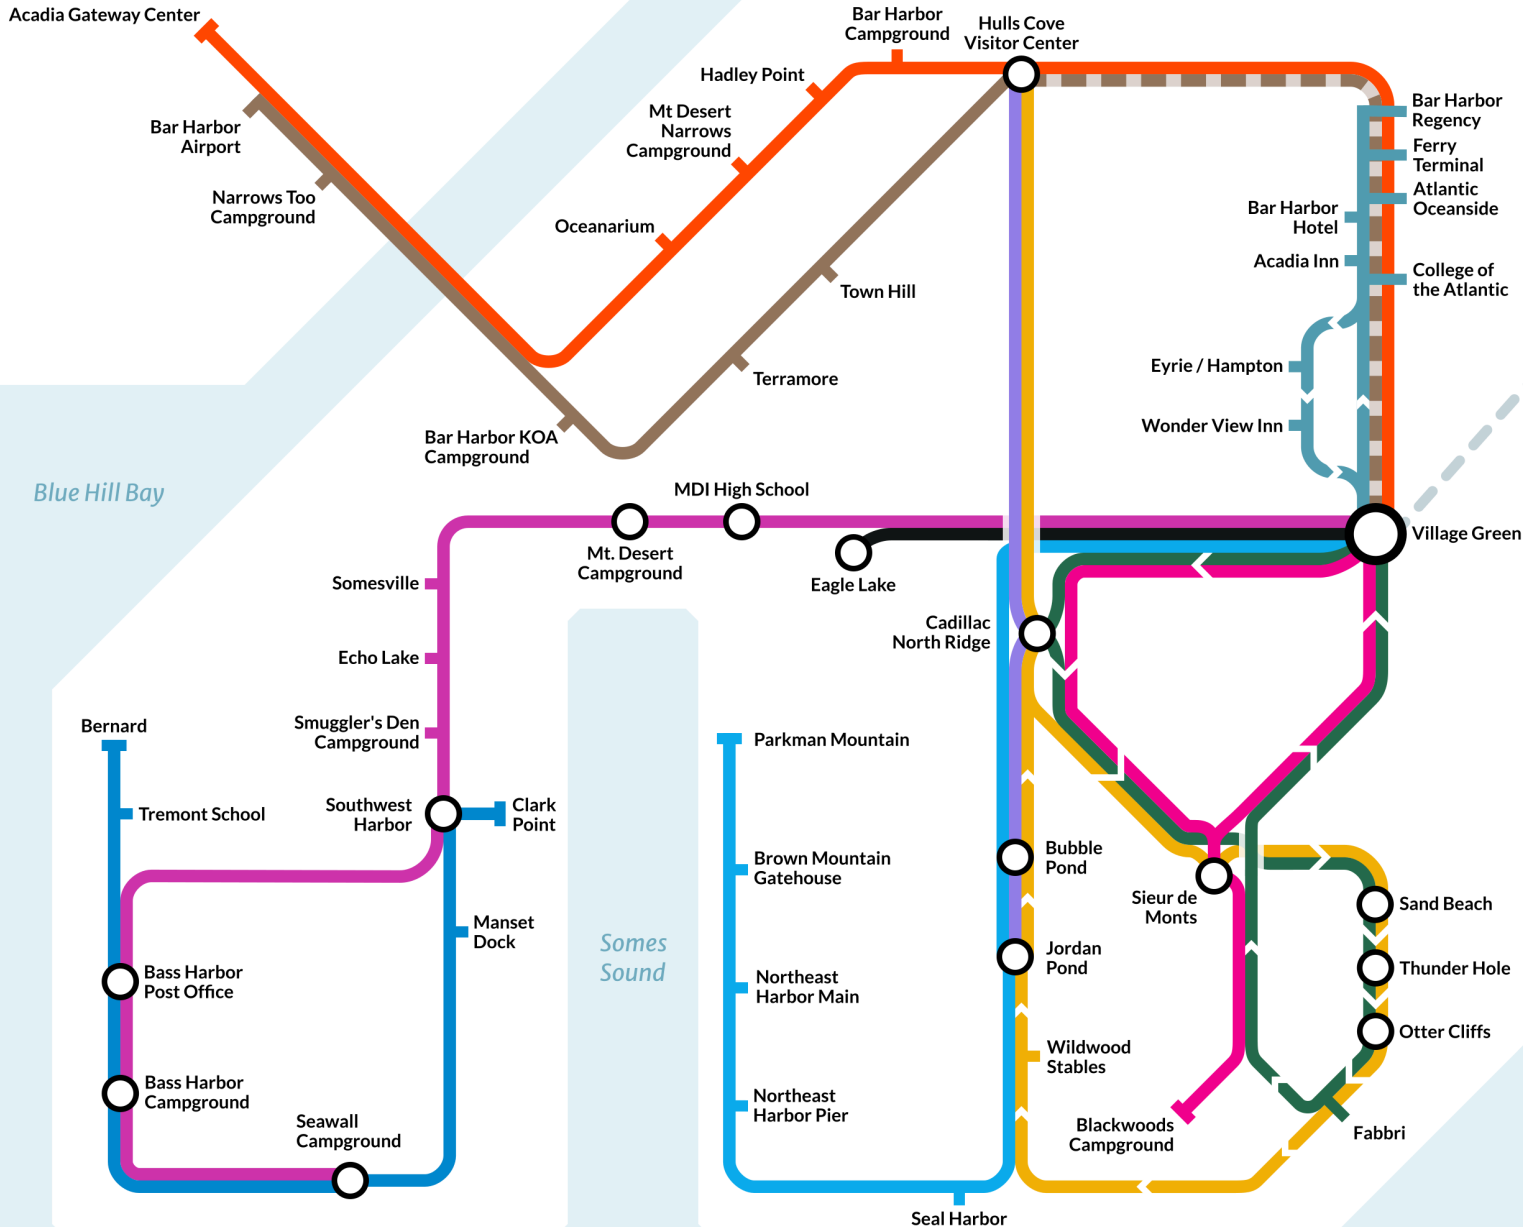 Acadia Gateway Center
Bar Harbor
Campground
Hulls Cove
Visitor Center
Hadley Point
Bar Harbor
Airport
Mt Desert
Narrows
Campground
Narrows Too
Campground
Oceanarium
Bar Harbor
Regency
Ferry
Terminal
Atlantic
Oceanside
Bar Harbor
Hotel
Acadia Inn
College of
the Atlantic
Town Hill
Terramore
Eyrie / Hampton
Wonder View Inn
Bar Harbor KOA
Campground
Blue Hill Bay
MDI High School
Mt. Desert
Campground
Eagle Lake
Village Green
Somesville
Echo Lake
Smuggler's Den
Campground
Cadillac
North Ridge
Bernard
Tremont School
Southwest
Harbor
Clark
Point
Parkman Mountain
Brown Mountain
Gatehouse
Bubble
Pond
Sieur de
Monts
Sand Beach
Manset
Dock
Somes
Sound
Jordan
Pond
Thunder Hole
Bass Harbor
Post Office
Northeast
Harbor Main
Otter Cliffs
Wildwood
Stables
Bass Harbor
Campground
Seawall
Campground
Northeast
Harbor Pier
Blackwoods
Campground
Fabbri
Seal Harbor